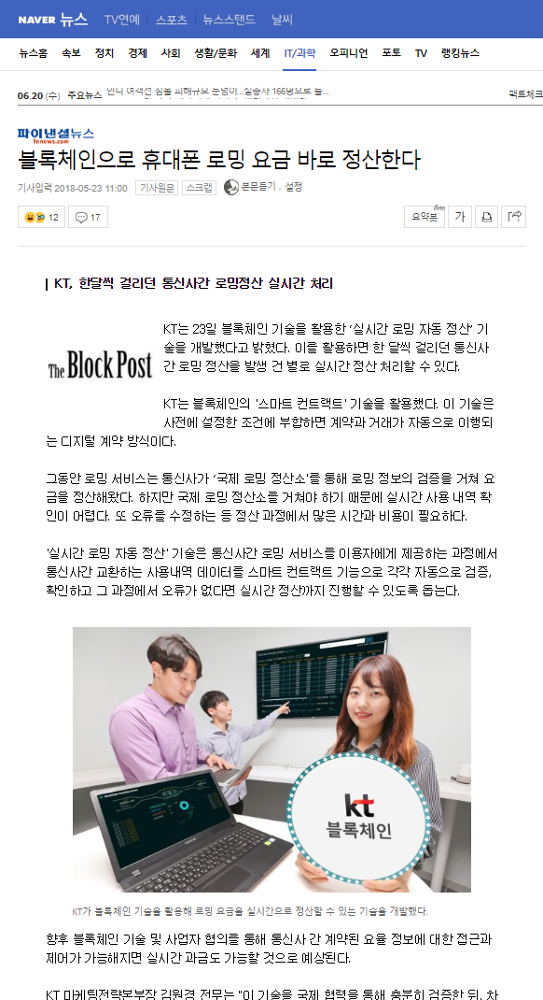 NAVER 뉴스 TV연예 스포츠 뉴스스탠드 날씨
뉴스홈 속보 정치 경제 사회 생활/문화 세계 IT/과학 오피니언 포토 TV 랭킹뉴스
06.20 (수) 주요뉴스 인니 여객선 침몰 피해규모 눈덩이...실종자 166명으로 늘... 팩트체크
파이낸셜뉴스
fnnews.com
블록체인으로 휴대폰 로밍 요금 바로 정산한다
기사입력 2018-05-23 11:00 기사원문 스크랩 본문듣기 · 설정
12 17 요약봇 Beta 가
| KT, 한달씩 걸리던 통신사간 로밍정산 실시간 처리
The Block Post
KT는 23일 블록체인 기술을 활용한 ‘실시간 로밍 자동 정산’ 기
술을 개발했다고 밝혔다. 이를 활용하면 한 달씩 걸리던 통신사
간 로밍 정산을 발생 건 별로 실시간 정산 처리할 수 있다.
KT는 블록체인의 '스마트 컨트랙트' 기술을 활용했다. 이 기술은
사전에 설정한 조건에 부합하면 계약과 거래가 자동으로 이행되
는 디지털 계약 방식이다.
그동안 로밍 서비스는 통신사가 ‘국제 로밍 정산소'를 통해 로밍 정보의 검증을 거쳐 요
금을 정산해왔다. 하지만 국제 로밍 정산소를 거쳐야 하기 때문에 실시간 사용 내역 확
인이 어렵다. 또 오류를 수정하는 등 정산 과정에서 많은 시간과 비용이 필요하다.
'실시간 로밍 자동 정산' 기술은 통신사간 로밍 서비스를 이용자에게 제공하는 과정에서
통신사간 교환하는 사용내역 데이터를 스마트 컨트랙트 기능으로 각각 자동으로 검증,
확인하고 그 과정에서 오류가 없다면 실시간 정산까지 진행할 수 있도록 돕는다.
kt
블록체인
KT가 블록체인 기술을 활용해 로밍 요금을 실시간으로 정산할 수 있는 기술을 개발했다.
향후 블록체인 기술 및 사업자 협의를 통해 통신사 간 계약된 요율 정보에 대한 접근과
제어가 가능해지면 실시간 과금도 가능할 것으로 예상된다.
KT 마케팅전략본부장 김원경 전무는 "이 기술을 국제 협력을 통해 충분히 검증한 뒤, 차